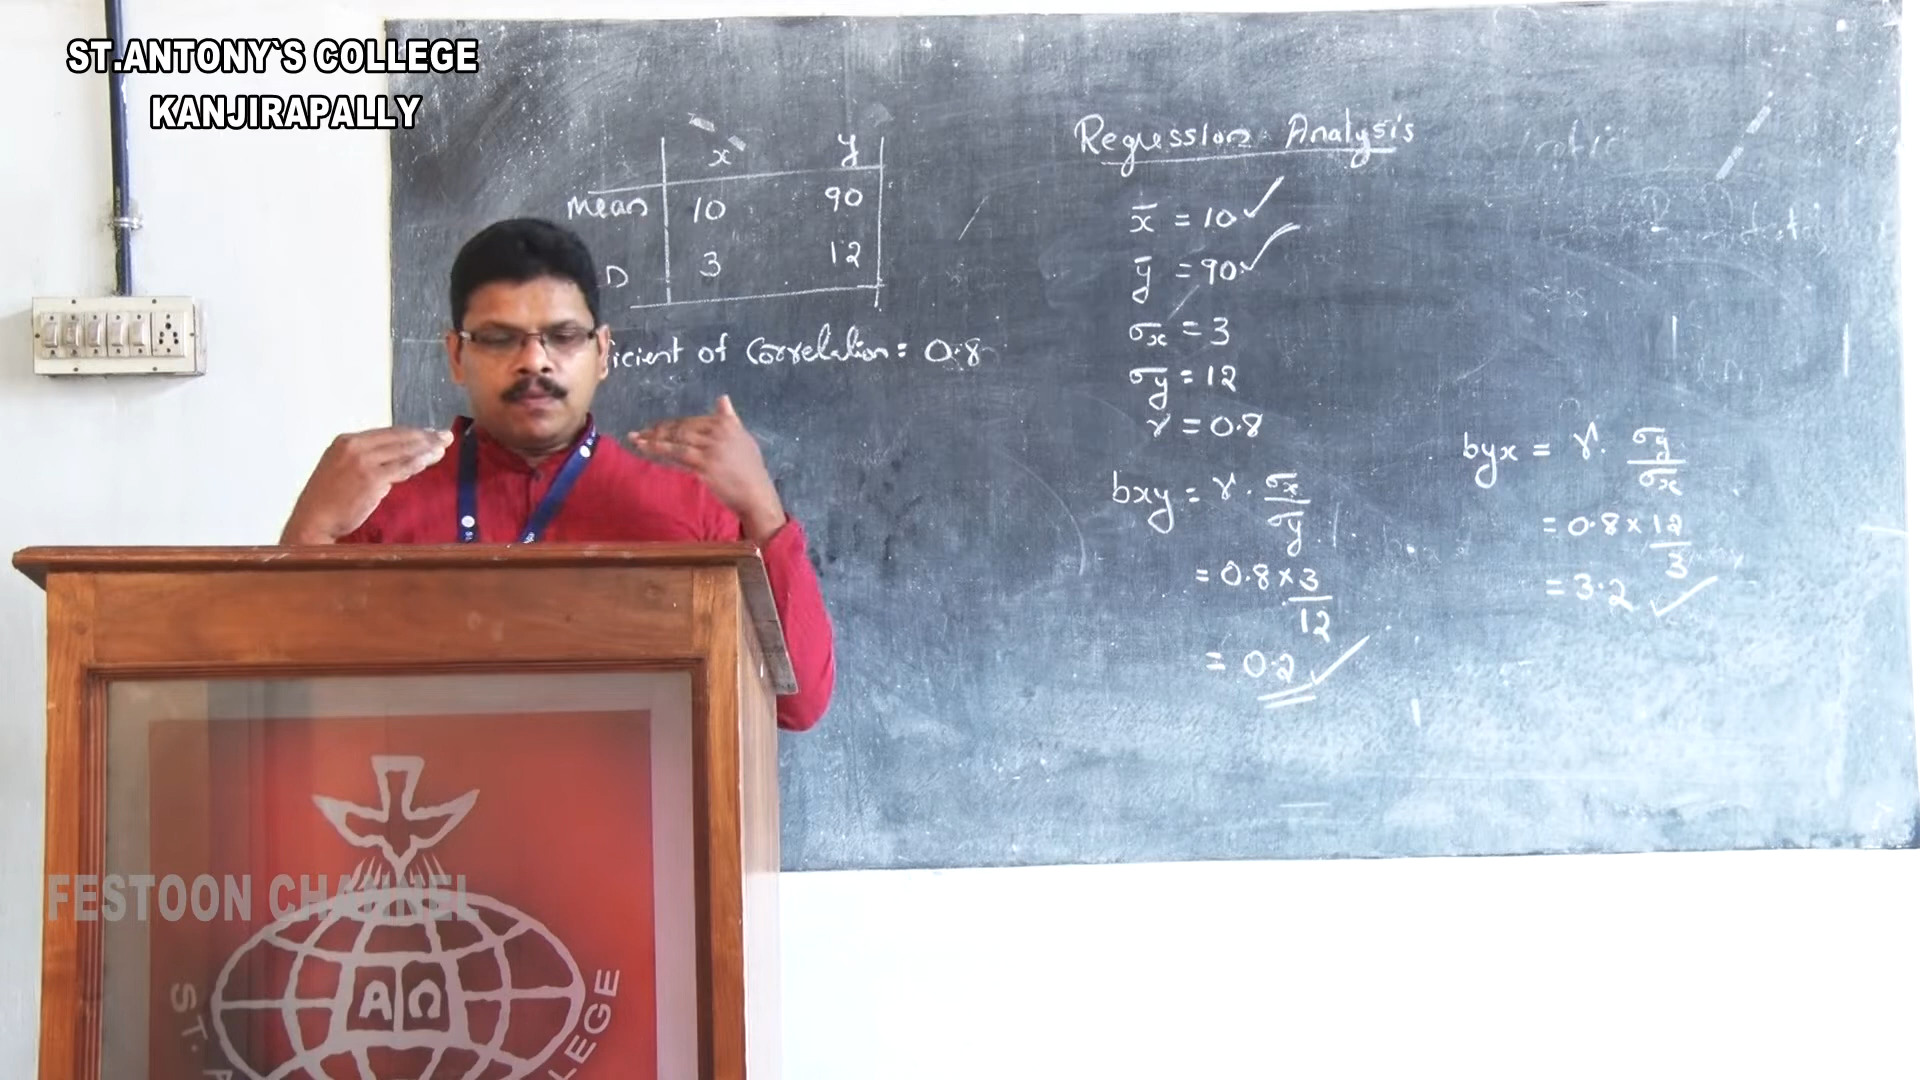 ST.ANTONY`S COLLEGE
KANJIRAPALLY
x y
Mean 10 90
D 3 12
icient of Correlation = 0.8
Regression Analysis
x̄ = 10 ✓
ȳ = 90 ✓
σx = 3
σy = 12
r = 0.8
bxy = r · σx/σy
= 0.8 × 3/12
= 0.2 ✓
byx = r · σy/σx
= 0.8 × 12/3
= 3.2 ✓
FESTOON CHANNEL
Α Ω
ST. A
LEGE